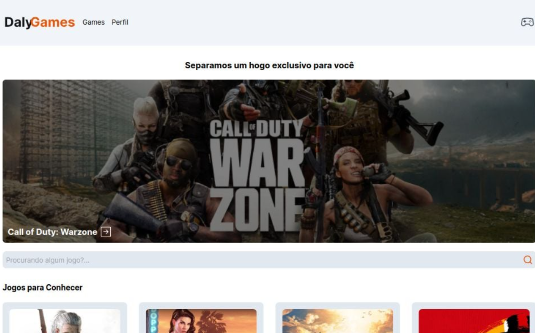 DalyGames Games Perfil
Separamos um hogo exclusivo para você
CALL OF DUTY
WAR
ZONE
Call of Duty: Warzone
Procurando algum jogo?...
Jogos para Conhecer